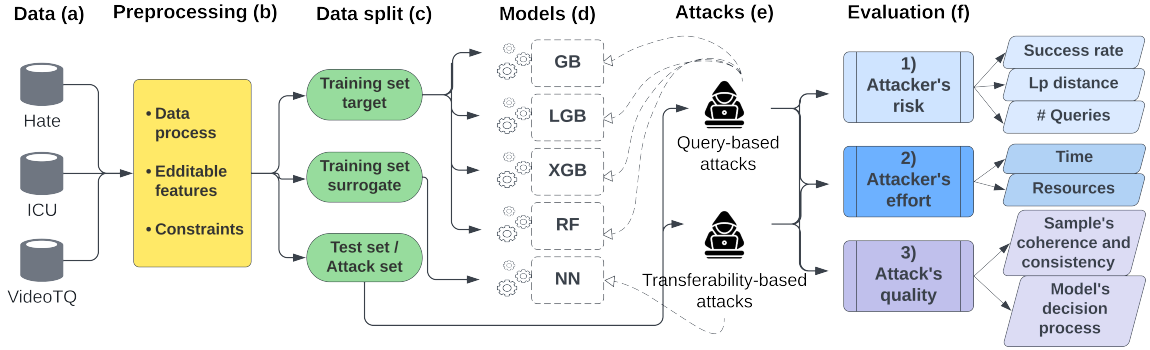 Data (a)
Preprocessing (b)
Data split (c)
Models (d)
Attacks (e)
Evaluation (f)
Hate
ICU
VideoTQ
• Data
process
• Edditable
features
• Constraints
Training set
target
Training set
surrogate
Test set /
Attack set
GB
LGB
XGB
RF
NN
Query-based
attacks
Transferability-based
attacks
1)
Attacker's
risk
Success rate
Lp distance
# Queries
2)
Attacker's
effort
Time
Resources
3)
Attack's
quality
Sample's
coherence and
consistency
Model's
decision
process